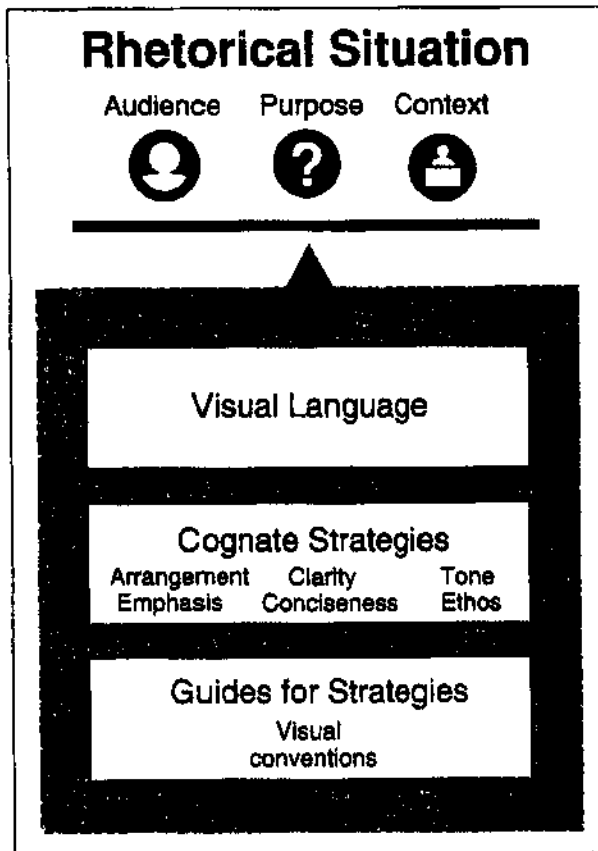 Rhetorical Situation
Audience Purpose Context
?
Visual Language
Cognate Strategies
Arrangement Clarity Tone
Emphasis Conciseness Ethos
Guides for Strategies
Visual
conventions